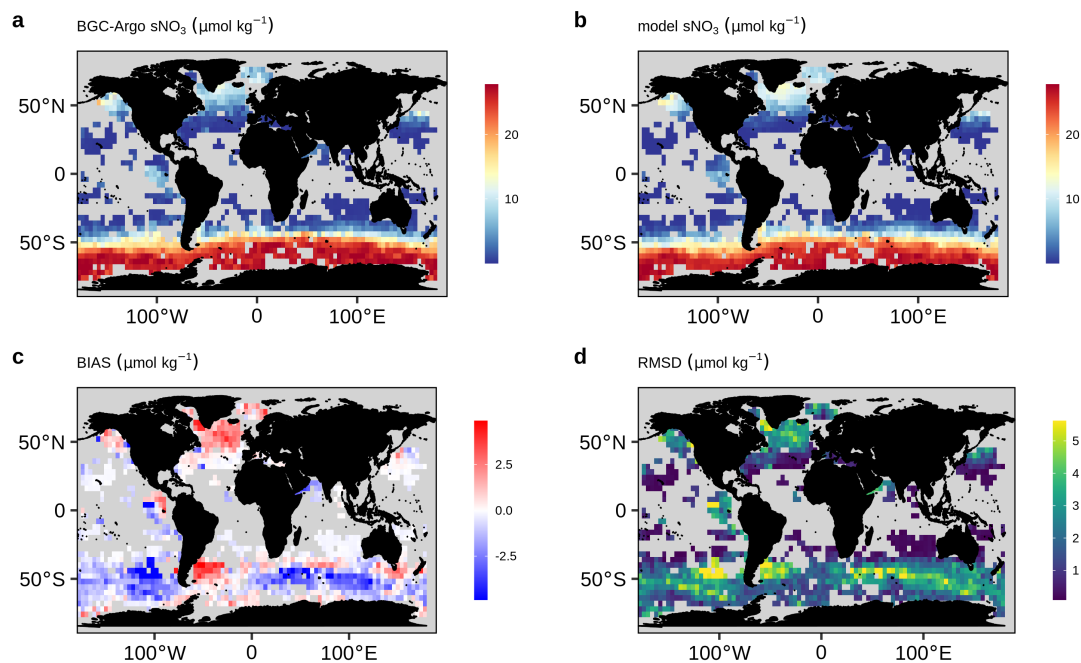 a BGC-Argo sNO₃ (µmol kg⁻¹)
50°N
0
50°S
100°W 0 100°E
20
10
b model sNO₃ (µmol kg⁻¹)
50°N
0
50°S
100°W 0 100°E
20
10
c BIAS (µmol kg⁻¹)
50°N
0
50°S
100°W 0 100°E
2.5
0.0
-2.5
d RMSD (µmol kg⁻¹)
50°N
0
50°S
100°W 0 100°E
5
4
3
2
1